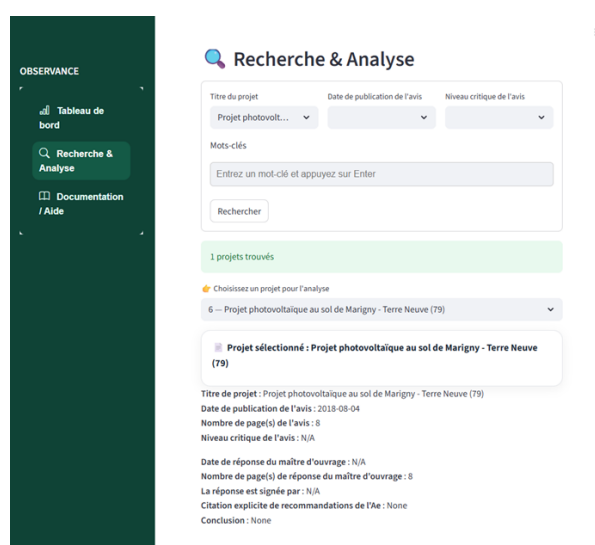 OBSERVANCE
Tableau de
bord
Recherche &
Analyse
Documentation
/ Aide
Recherche & Analyse
Titre du projet
Date de publication de l'avis
Niveau critique de l'avis
Projet photovolt...
Mots-clés
Entrez un mot-clé et appuyez sur Enter
Rechercher
1 projets trouvés
Choisissez un projet pour l'analyse
6 — Projet photovoltaïque au sol de Marigny - Terre Neuve (79)
Projet sélectionné : Projet photovoltaïque au sol de Marigny - Terre Neuve
(79)
Titre de projet : Projet photovoltaïque au sol de Marigny - Terre Neuve (79)
Date de publication de l'avis : 2018-08-04
Nombre de page(s) de l'avis : 8
Niveau critique de l'avis : N/A
Date de réponse du maître d'ouvrage : N/A
Nombre de page(s) de réponse du maître d'ouvrage : 8
La réponse est signée par : N/A
Citation explicite de recommandations de l'Ae : None
Conclusion : None